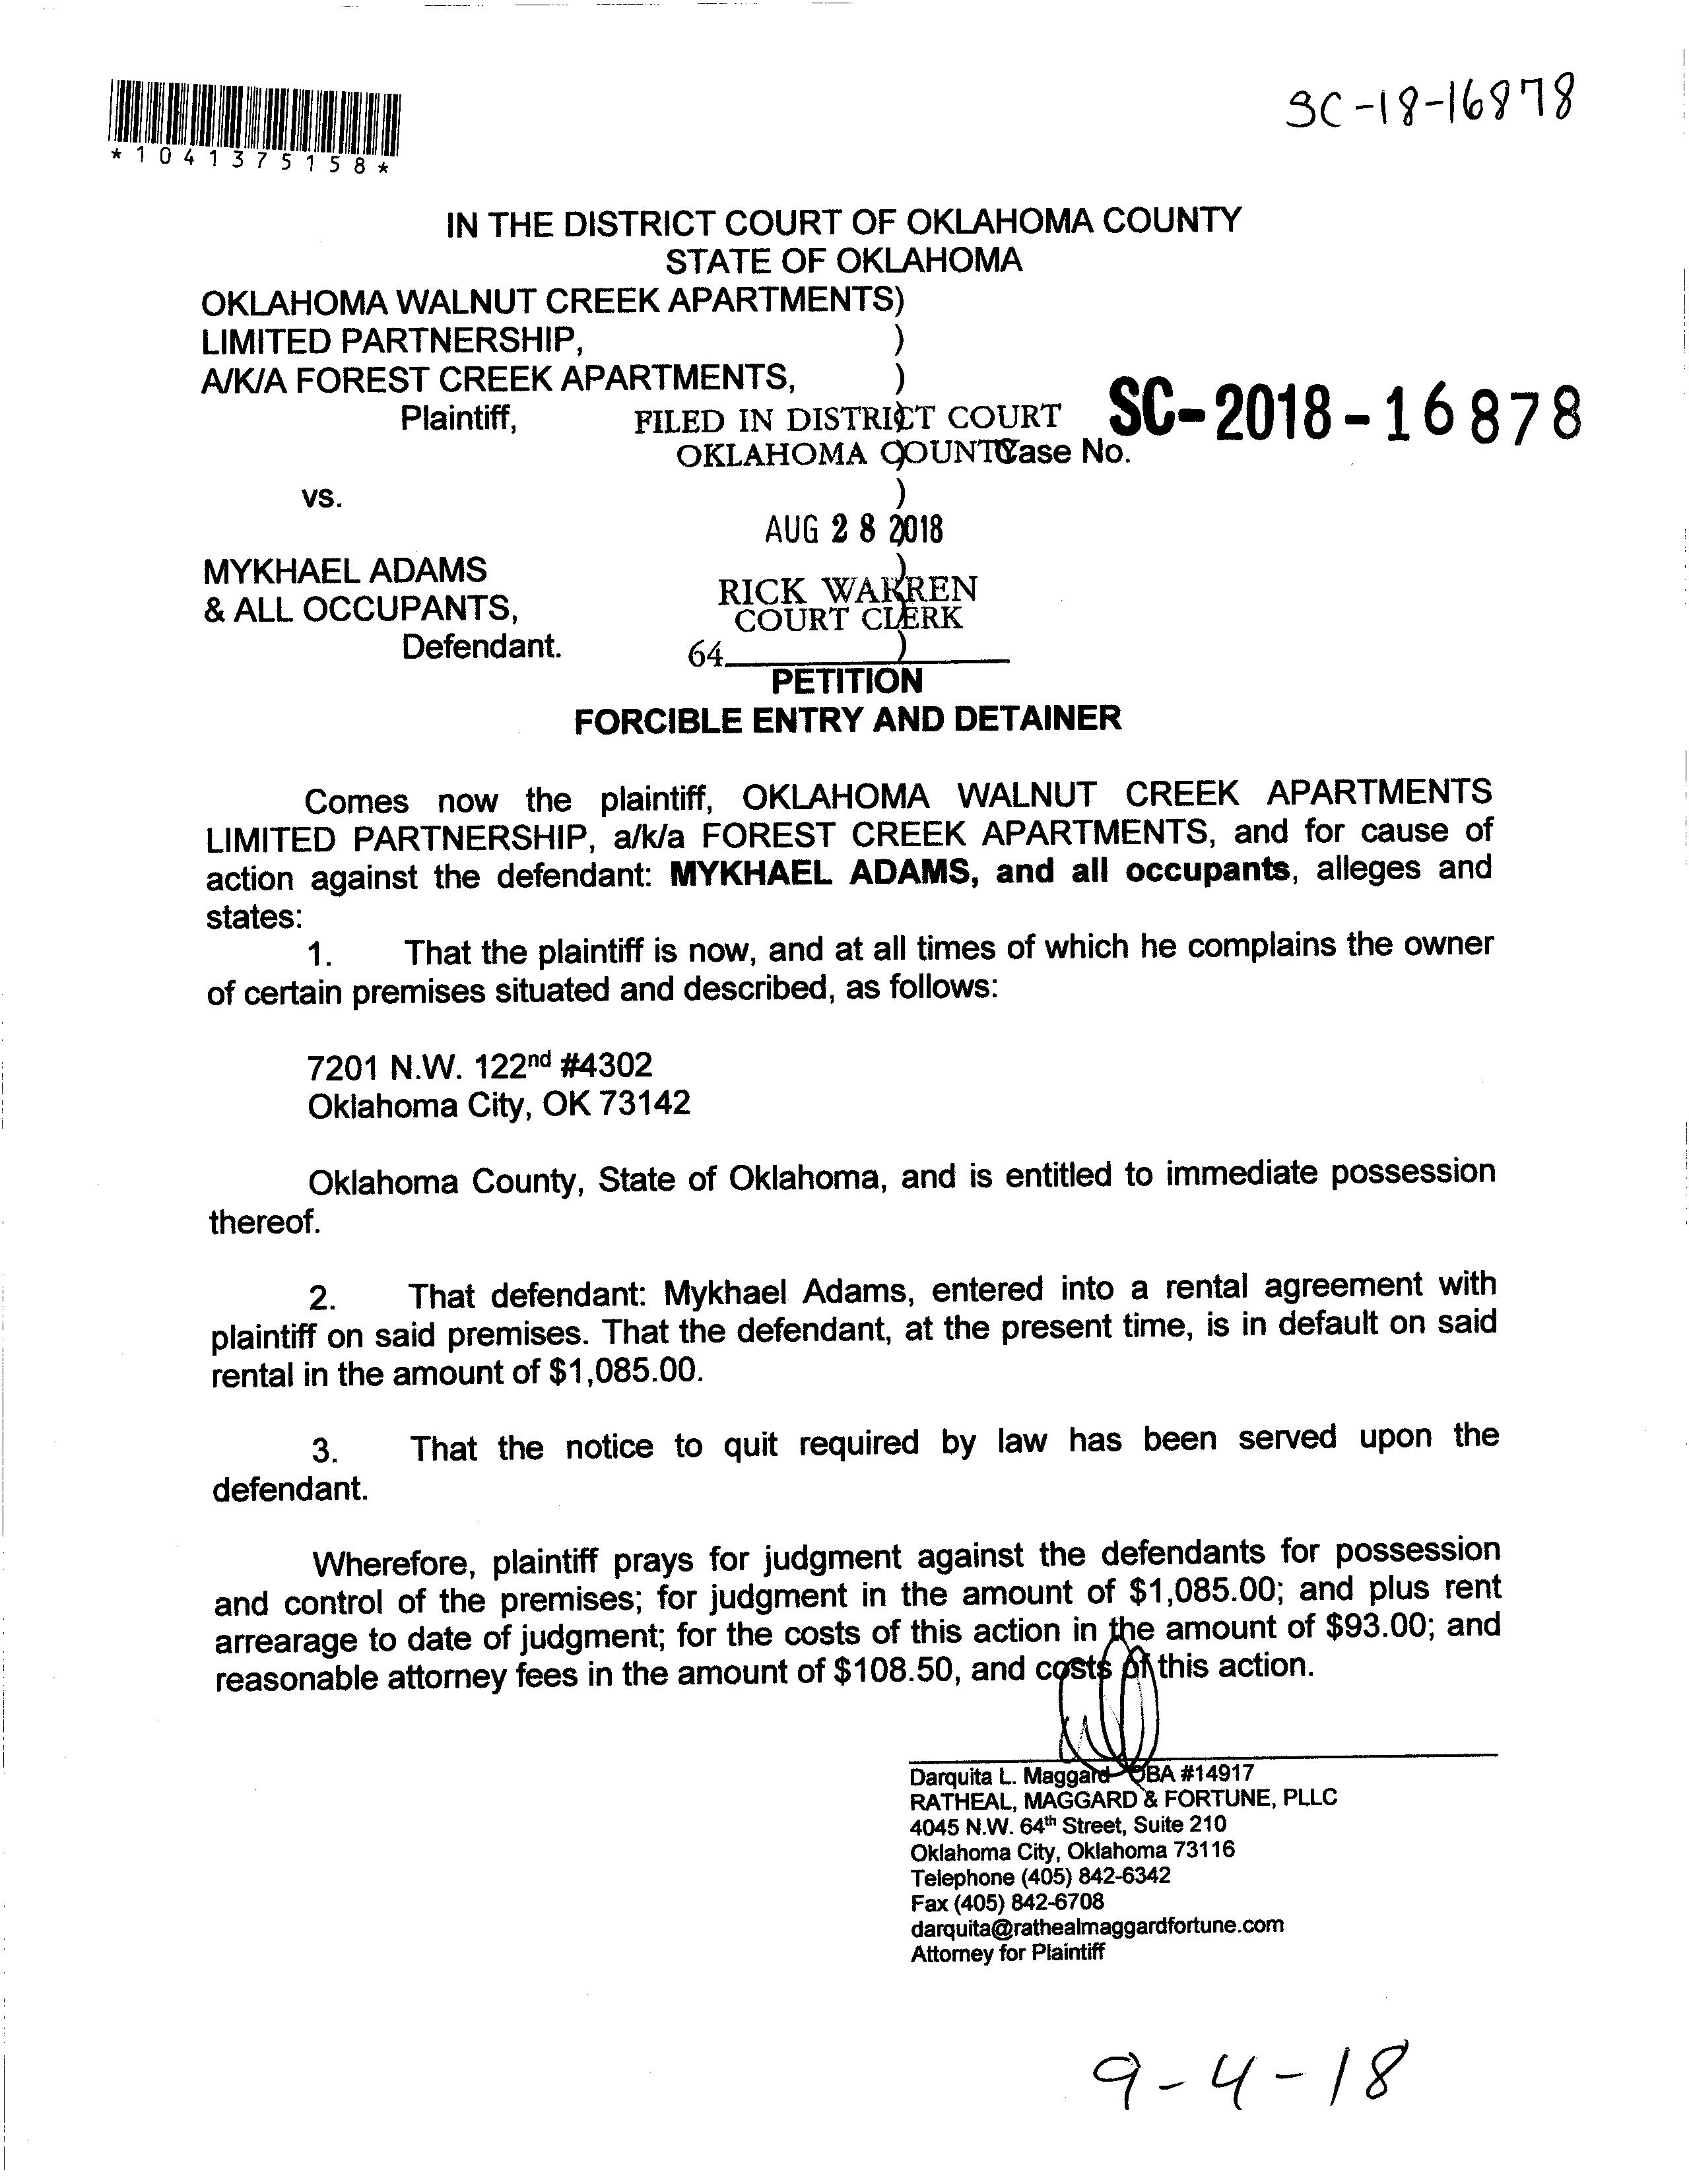 SC-18-16878
*1041375158*
IN THE DISTRICT COURT OF OKLAHOMA COUNTY
STATE OF OKLAHOMA
OKLAHOMA WALNUT CREEK APARTMENTS)
LIMITED PARTNERSHIP, )
A/K/A FOREST CREEK APARTMENTS, )
Plaintiff, FILED IN DISTRICT COURT SC-2018-16878
OKLAHOMA COUNTY Case No.
vs. )
AUG 28 2018
MYKHAEL ADAMS )
RICK WARREN
& ALL OCCUPANTS, COURT CLERK
Defendant. 64 )
PETITION
FORCIBLE ENTRY AND DETAINER
Comes now the plaintiff, OKLAHOMA WALNUT CREEK APARTMENTS
LIMITED PARTNERSHIP, a/k/a FOREST CREEK APARTMENTS, and for cause of
action against the defendant: MYKHAEL ADAMS, and all occupants, alleges and
states:
1. That the plaintiff is now, and at all times of which he complains the owner
of certain premises situated and described, as follows:
7201 N.W. 122nd #4302
Oklahoma City, OK 73142
Oklahoma County, State of Oklahoma, and is entitled to immediate possession
thereof.
2. That defendant: Mykhael Adams, entered into a rental agreement with
plaintiff on said premises. That the defendant, at the present time, is in default on said
rental in the amount of $1,085.00.
3. That the notice to quit required by law has been served upon the
defendant.
Wherefore, plaintiff prays for judgment against the defendants for possession
and control of the premises; for judgment in the amount of $1,085.00; and plus rent
arrearage to date of judgment; for the costs of this action in the amount of $93.00; and
reasonable attorney fees in the amount of $108.50, and costs of this action.
Darquita L. Maggard OBA #14917
RATHEAL, MAGGARD & FORTUNE, PLLC
4045 N.W. 64th Street, Suite 210
Oklahoma City, Oklahoma 73116
Telephone (405) 842-6342
Fax (405) 842-6708
darquita@rathealmaggardfortune.com
Attorney for Plaintiff
9-4-18